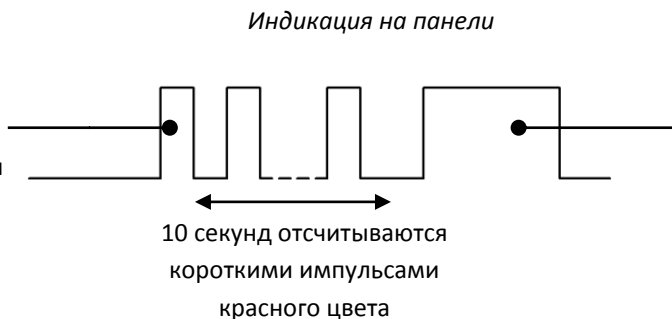 Индикация на панели
10 секунд отсчитываются
короткими импульсами
красного цвета